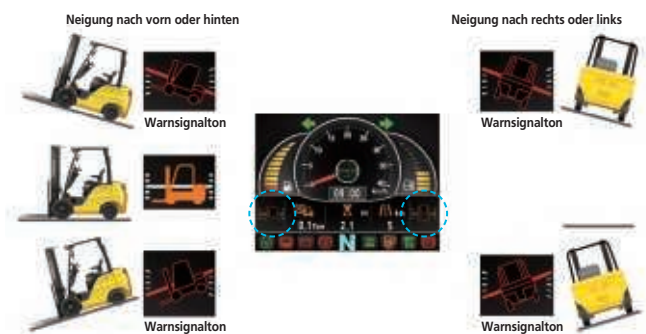 Neigung nach vorn oder hinten
Neigung nach rechts oder links
Warnsignalton
Warnsignalton
N
Warnsignalton
Warnsignalton